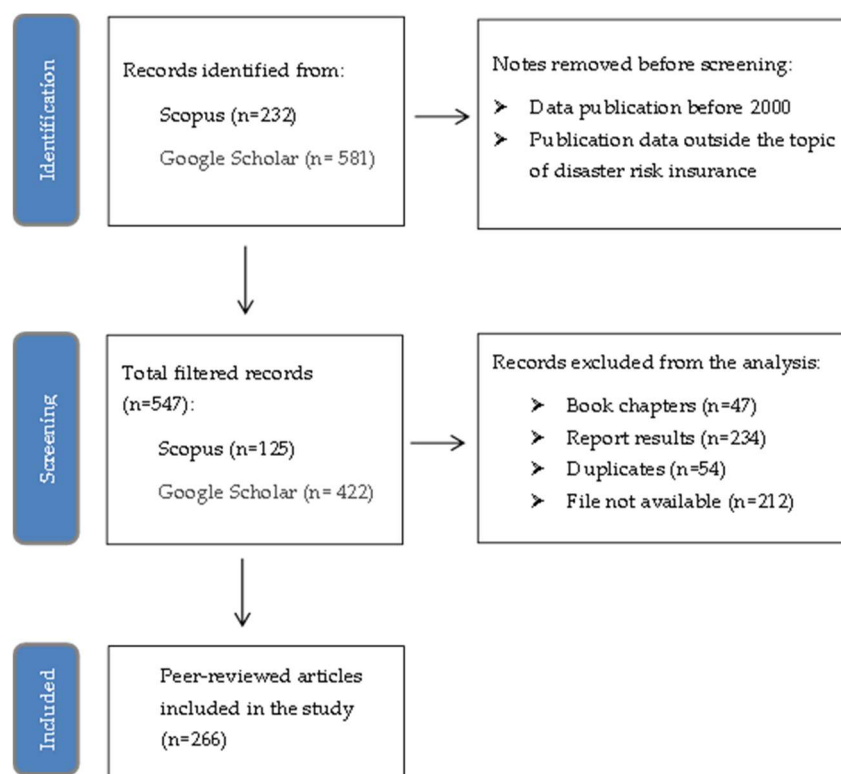 Identification
Records identified from:
Scopus (n=232)
Google Scholar (n= 581)
Notes removed before screening:
➤ Data publication before 2000
➤ Publication data outside the topic
of disaster risk insurance
Screening
Total filtered records
(n=547):
Scopus (n=125)
Google Scholar (n= 422)
Records excluded from the analysis:
➤ Book chapters (n=47)
➤ Report results (n=234)
➤ Duplicates (n=54)
➤ File not available (n=212)
Included
Peer-reviewed articles
included in the study
(n=266)